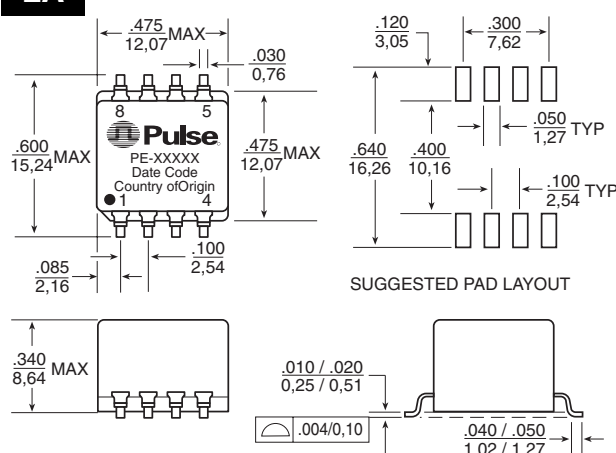 .475
12,07 MAX
.030
0,76
8 5
Pulse
PE-XXXXX
Date Code
Country ofOrigin
1 4
.600
15,24 MAX
.475
12,07 MAX
.085
2,16
.100
2,54
.120
3,05
.300
7,62
.050
1,27 TYP
.640
16,26
.400
10,16
.100
2,54 TYP
SUGGESTED PAD LAYOUT
.340
8,64 MAX
.010 / .020
0,25 / 0,51
.004/0,10
.040 / .050
1,02 / 1,27